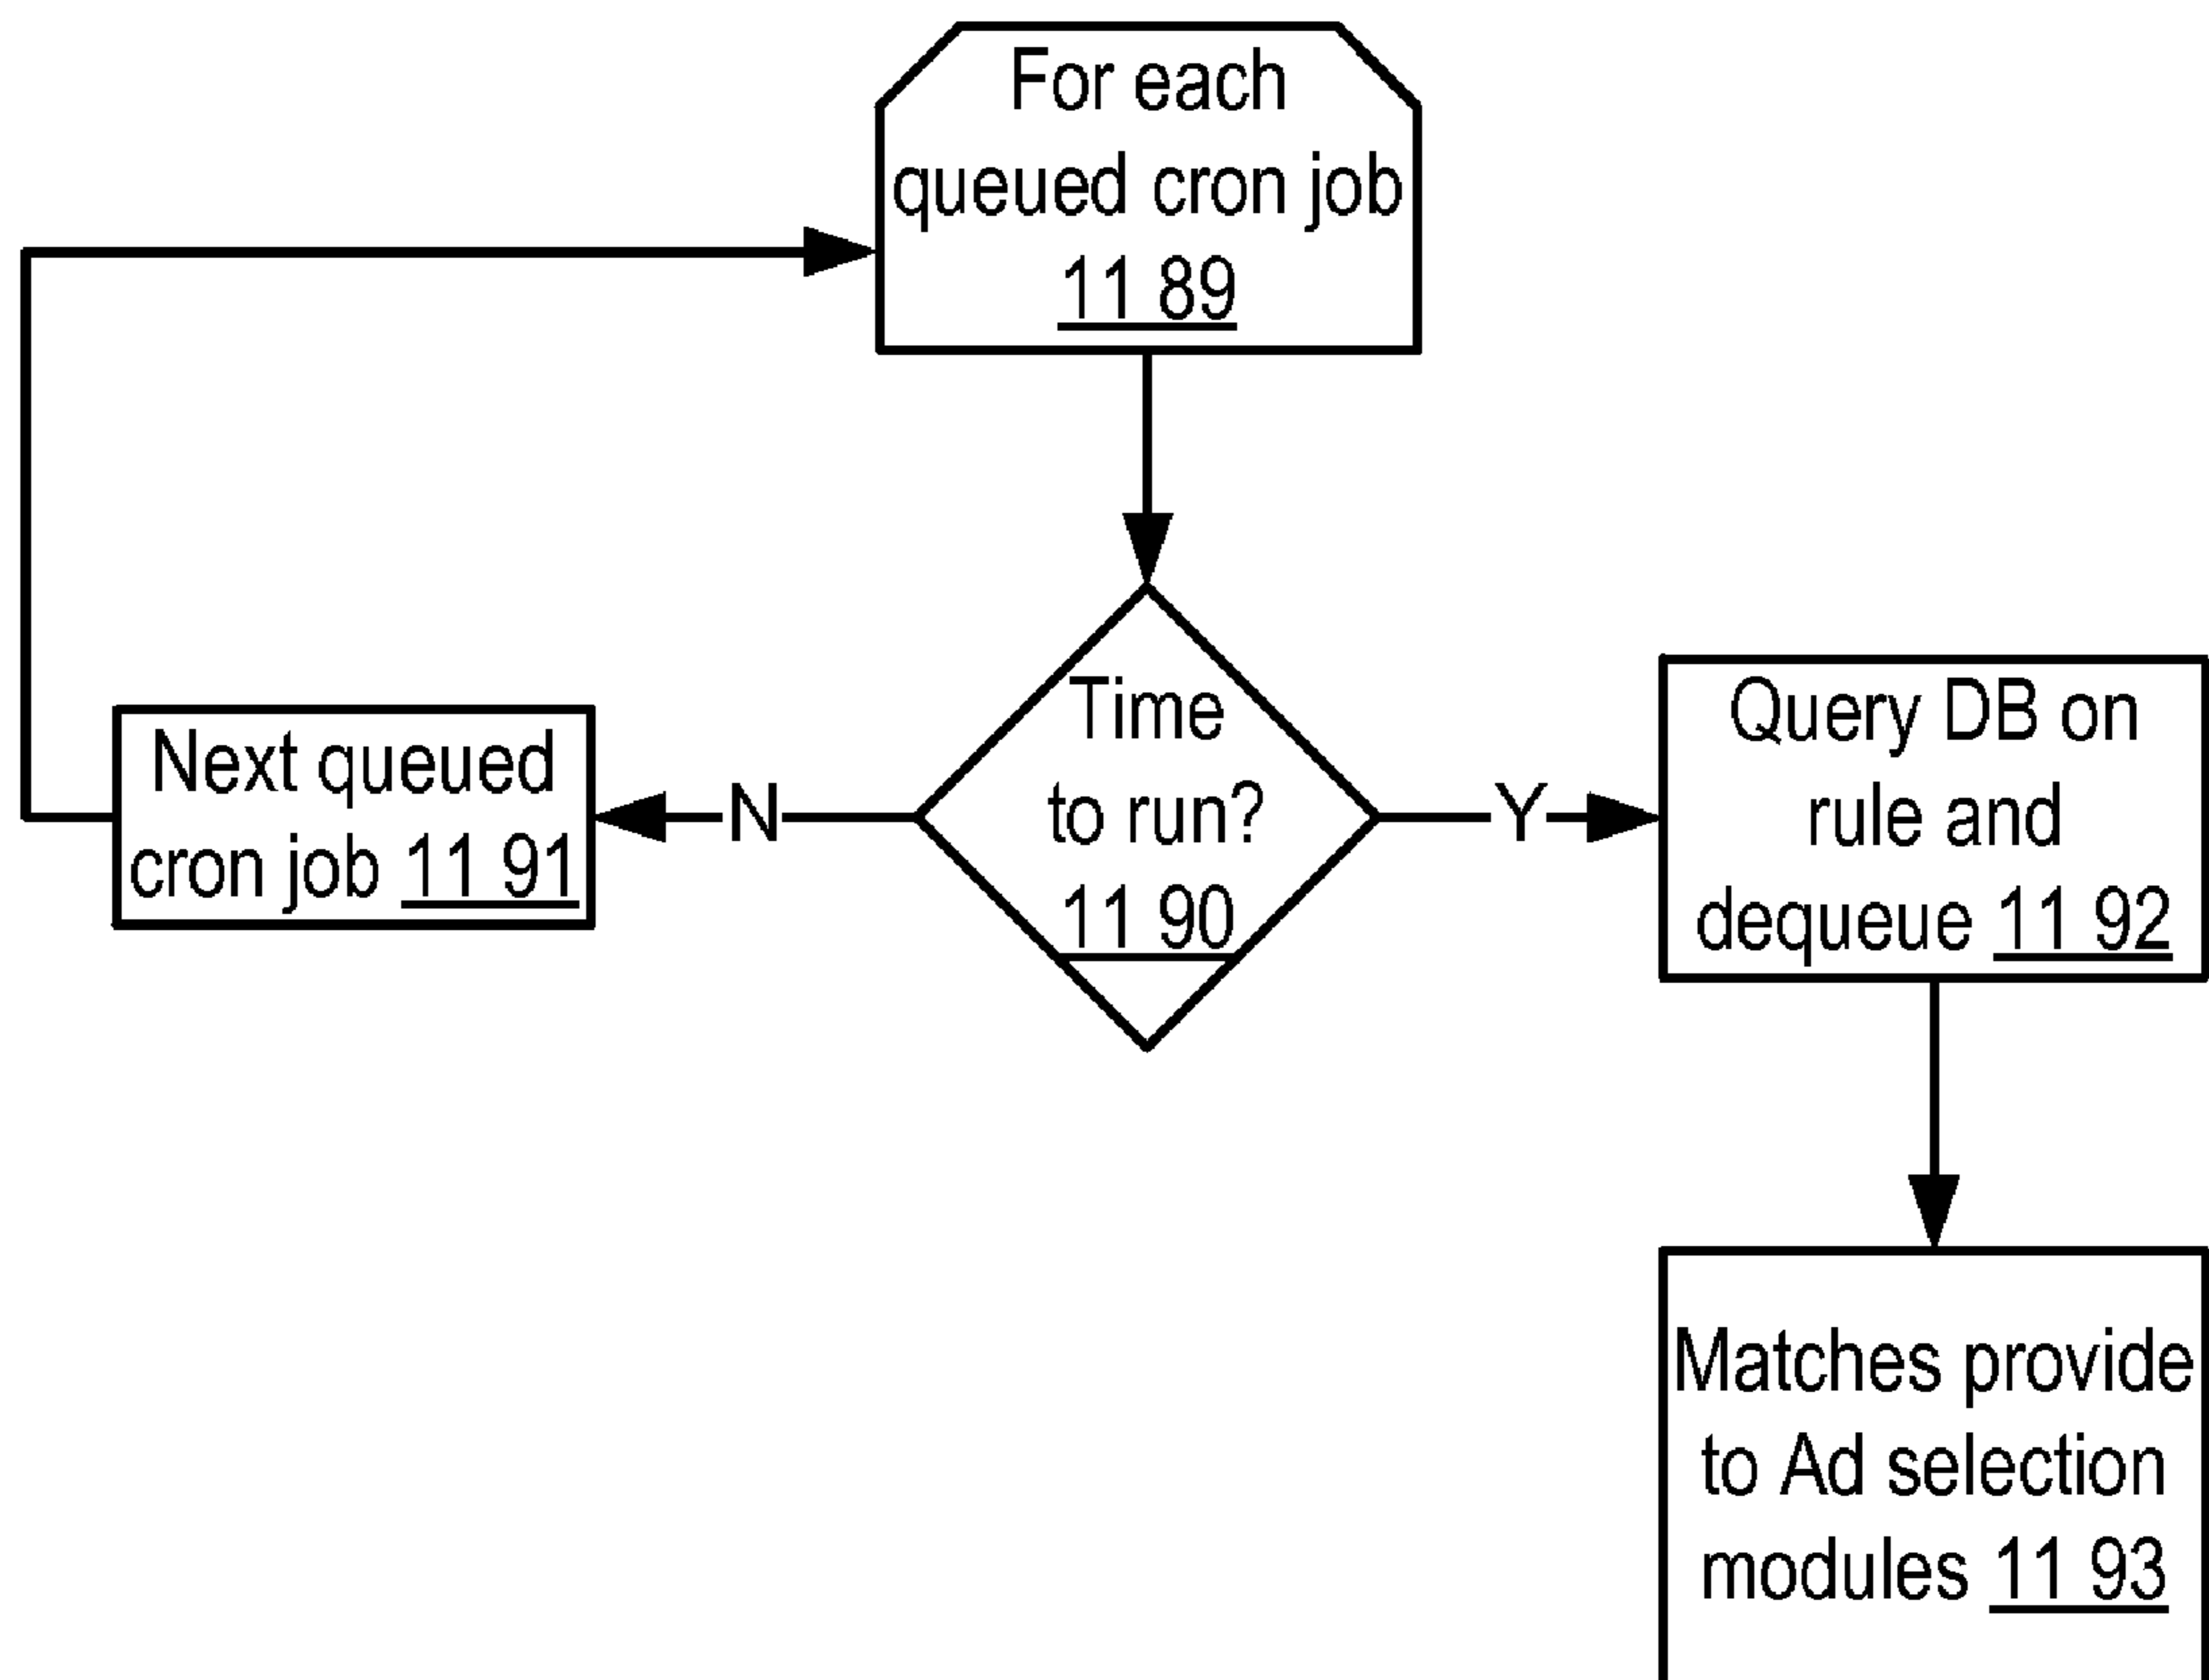 For each
queued cron job
11 89
Time
to run?
11 90
N
Y
Next queued
cron job 11 91
Query DB on
rule and
dequeue 11 92
Matches provide
to Ad selection
modules 11 93